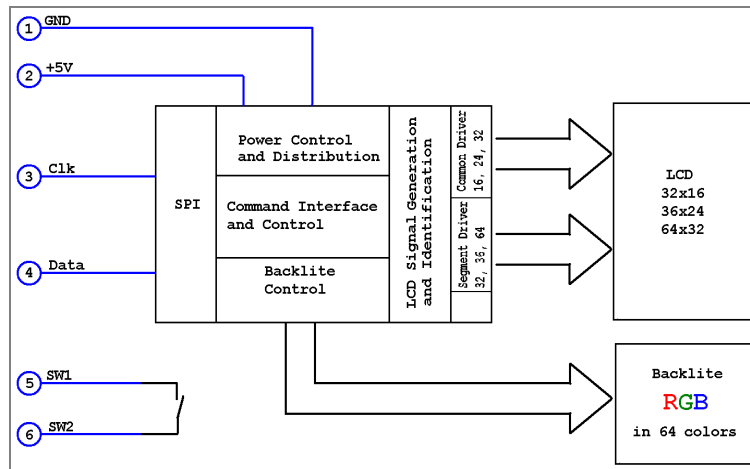 1 GND
2 +5V
3 Clk
4 Data
5 SW1
6 SW2
SPI
Power Control
and Distribution
Command Interface
and Control
Backlite
Control
LCD Signal Generation
and Identification
Common Driver
16, 24, 32
Segment Driver
32, 36, 64
LCD
32x16
36x24
64x32
Backlite
RGB
in 64 colors